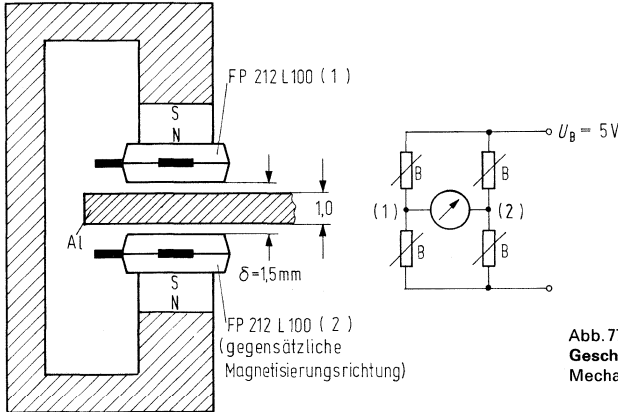 FP 212 L100 (1)
S
N
U_B = 5V
B
B
Al
1,0
(1)
(2)
B
B
δ=1,5mm
S
N
FP 212 L100 (2)
(gegensätzliche
Magnetisierungsrichtung)
Abb. 7
Gesch
Mecha